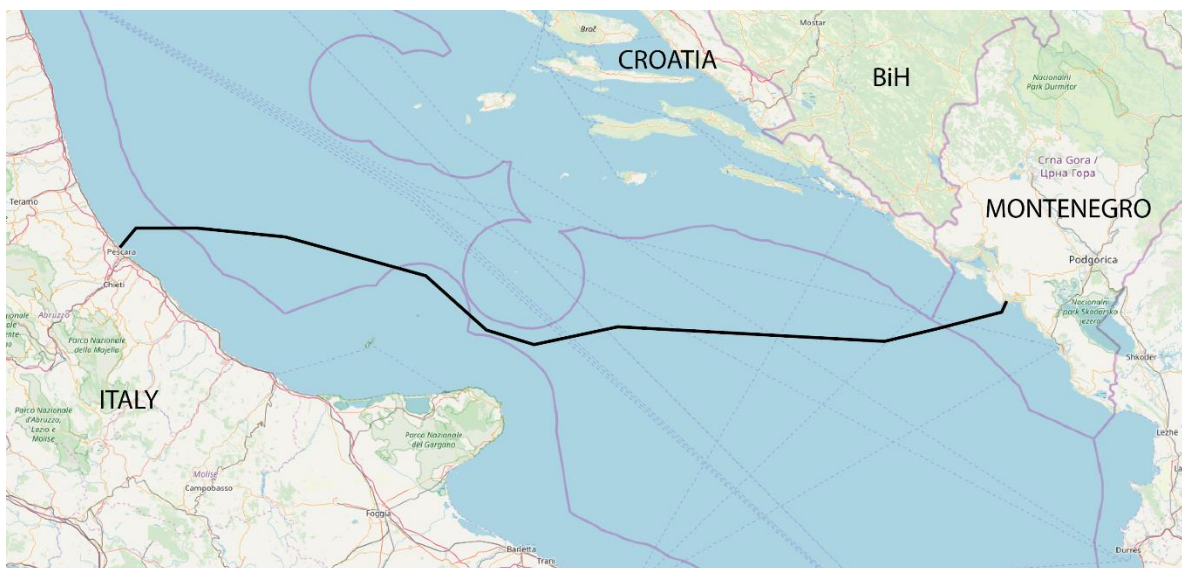 Mostar
Brač
CROATIA
BiH
Nacionalni
Park Durmitor
Crna Gora /
Црна Гора
Teramo
MONTENEGRO
Pescara
Podgorica
Chieti
Abruzzo
Nacionalni
park Skadarsko
jezero
Parco Nazionale
della Majella
Shkodër
ITALY
Parco Nazionale
d'Abruzzo,
Lazio e
Molise
Parco Nazionale
del Gargano
Lezhë
Molise
Campobasso
Foggia
Barletta
Trani
Durrës